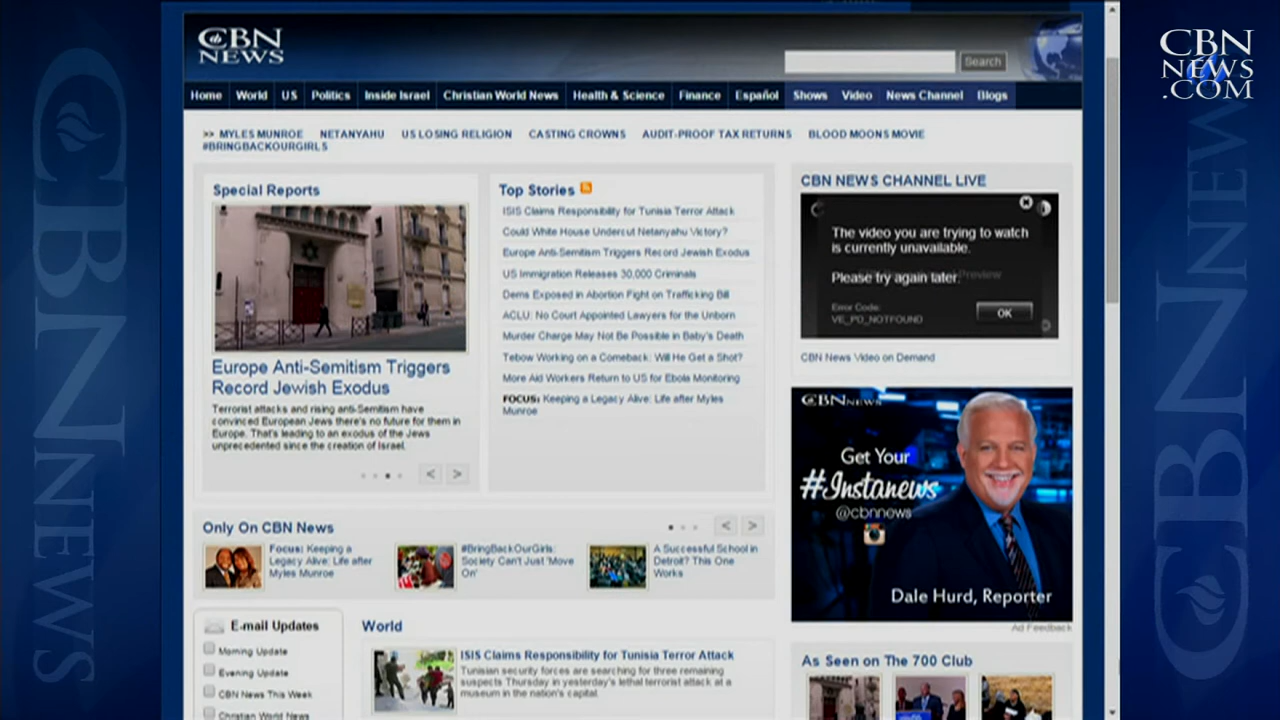 CBN
NEWS
Search
Home World US Politics Inside Israel Christian World News Health & Science Finance Español Shows Video News Channel Blogs
>> MYLES MUNROE NETANYAHU US LOSING RELIGION CASTING CROWNS AUDIT-PROOF TAX RETURNS BLOOD MOONS MOVIE
#BRINGBACKOURGIRLS
Special Reports
Europe Anti-Semitism Triggers
Record Jewish Exodus
Terrorist attacks and rising anti-Semitism have
convinced European Jews there's no future for them in
Europe. That's leading to an exodus of the Jews
unprecedented since the creation of Israel.
< >
Top Stories
ISIS Claims Responsibility for Tunisia Terror Attack
Could White House Undercut Netanyahu Victory?
Europe Anti-Semitism Triggers Record Jewish Exodus
US Immigration Releases 30,000 Criminals
Dems Exposed in Abortion Fight on Trafficking Bill
ACLU: No Court Appointed Lawyers for the Unborn
Murder Charge May Not Be Possible in Baby's Death
Tebow Working on a Comeback: Will He Get a Shot?
More Aid Workers Return to US for Ebola Monitoring
FOCUS: Keeping a Legacy Alive: Life after Myles
Munroe
CBN NEWS CHANNEL LIVE
The video you are trying to watch
is currently unavailable.
Please try again later.
Preview
Error Code:
VE_PD_NOTFOUND
OK
CBN News Video on Demand
CBN NEWS
Get Your
#Instanews
@cbnnews
Dale Hurd, Reporter
Ad Feedback
Only On CBN News
< >
Focus: Keeping a
Legacy Alive: Life after
Myles Munroe
#BringBackOurGirls:
Society Can't Just 'Move
On'
A Successful School in
Detroit? This One
Works
E-mail Updates
Morning Update
Evening Update
CBN News This Week
Christian World News
World
ISIS Claims Responsibility for Tunisia Terror Attack
Tunisian security forces are searching for three remaining
suspects Thursday in yesterday's lethal terrorist attack at a
museum in the nation's capital.
As Seen on The 700 Club
CBN
NEWS
.COM
CBN NEWS
CBN NEWS